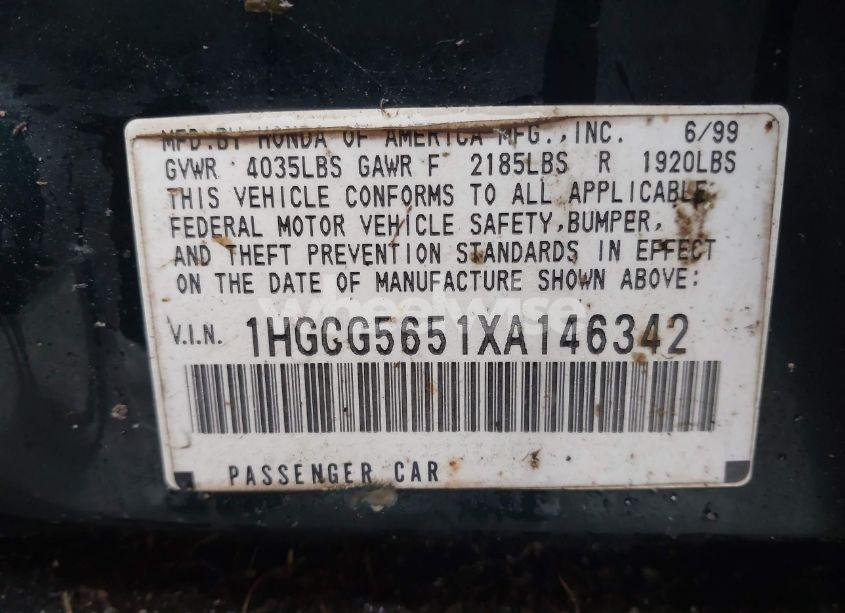 MFD.BY HONDA OF AMERICA MFG.,INC. 6/99
GVWR 4035LBS GAWR F 2185LBS R 1920LBS
THIS VEHICLE CONFORMS TO ALL APPLICABLE
FEDERAL MOTOR VEHICLE SAFETY,BUMPER,
AND THEFT PREVENTION STANDARDS IN EFFECT
ON THE DATE OF MANUFACTURE SHOWN ABOVE:
wheelwise
V.I.N. 1HGCG5651XA146342
PASSENGER CAR